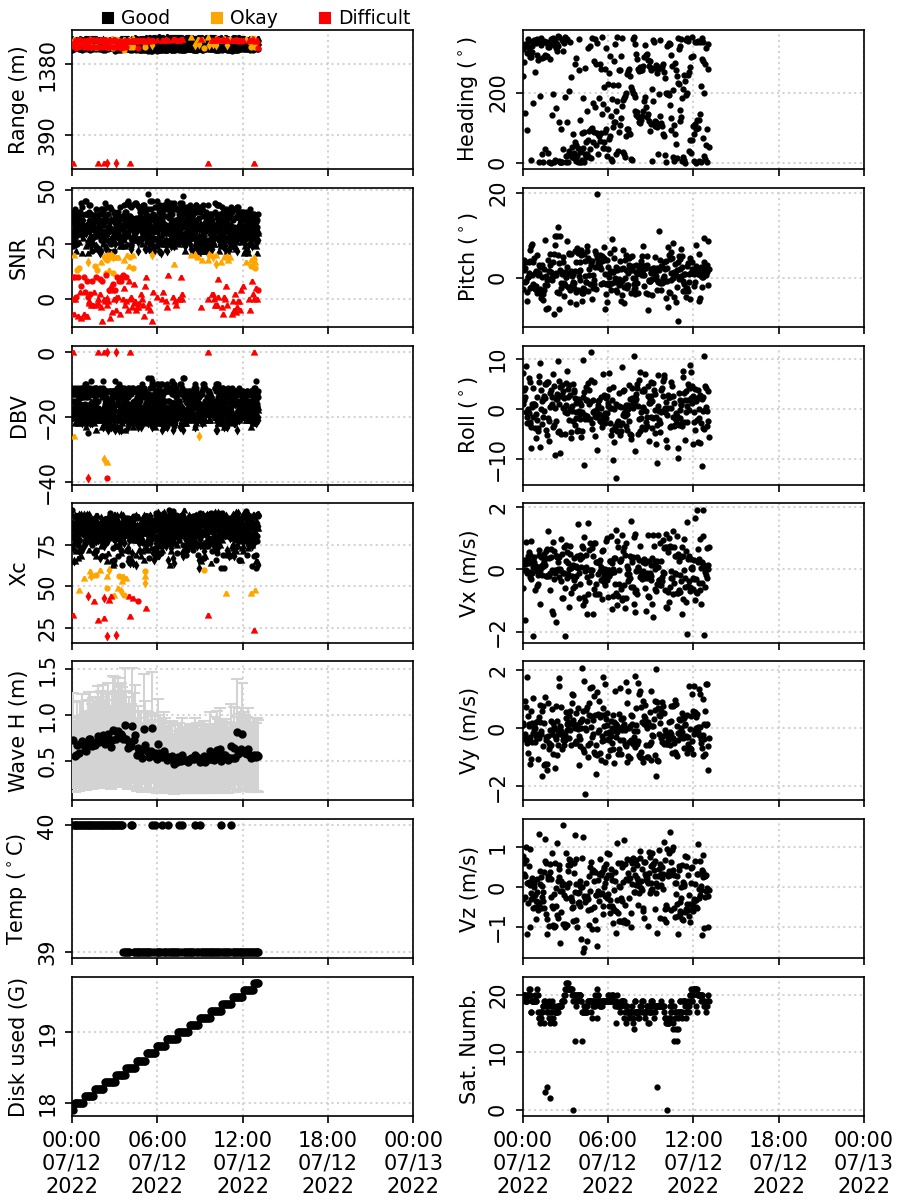 Good Okay Difficult
Range (m)
1380
390
Heading (°)
200
0
SNR
50
25
0
Pitch (°)
20
0
DBV
0
−20
−40
Roll (°)
10
0
−10
Xc
75
50
25
Vx (m/s)
2
0
−2
Wave H (m)
1.5
1.0
0.5
Vy (m/s)
2
0
−2
Temp (°C)
40
39
Vz (m/s)
1
0
−1
Disk used (G)
19
18
Sat. Numb.
20
10
0
00:00 06:00 12:00 18:00 00:00 00:00 06:00 12:00 18:00 00:00
07/12 07/12 07/12 07/12 07/13 07/12 07/12 07/12 07/12 07/13
2022 2022 2022 2022 2022 2022 2022 2022 2022 2022